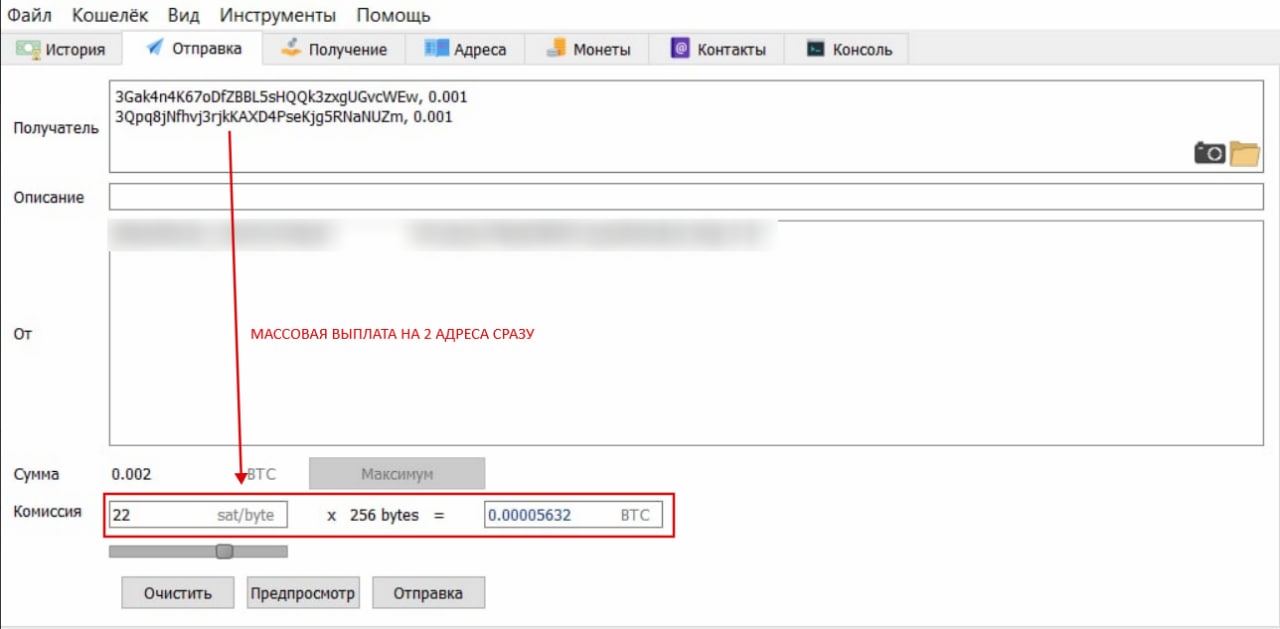 Файл Кошелёк Вид Инструменты Помощь
История Отправка Получение Адреса Монеты Контакты Консоль
Получатель
3Gak4n4K67oDfZBBL5sHQQk3zxgUGvcWEw, 0.001
3Qpq8jNfhvj3rjkKAXD4PseKjg5RNaNUZm, 0.001
Описание
От
МАССОВАЯ ВЫПЛАТА НА 2 АДРЕСА СРАЗУ
Сумма 0.002 BTC Максимум
Комиссия 22 sat/byte x 256 bytes = 0.00005632 BTC
Очистить Предпросмотр Отправка